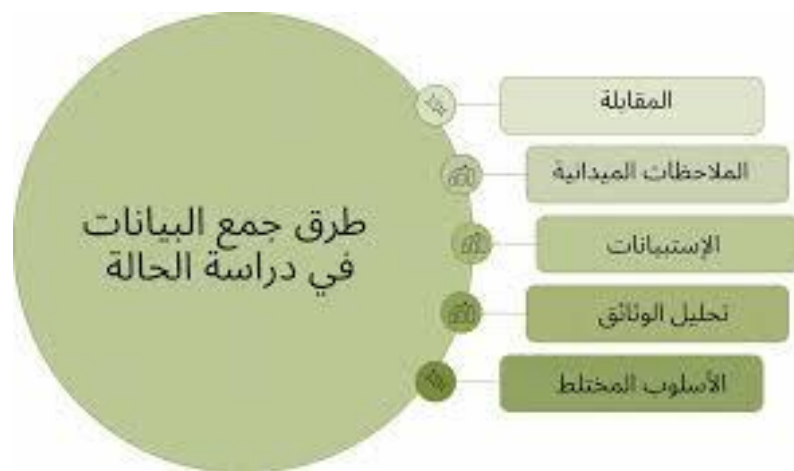 طرق جمع البيانات
في دراسة الحالة
المقابلة
الملاحظات الميدانية
الإستبيانات
تحليل الوثائق
الأسلوب المختلط